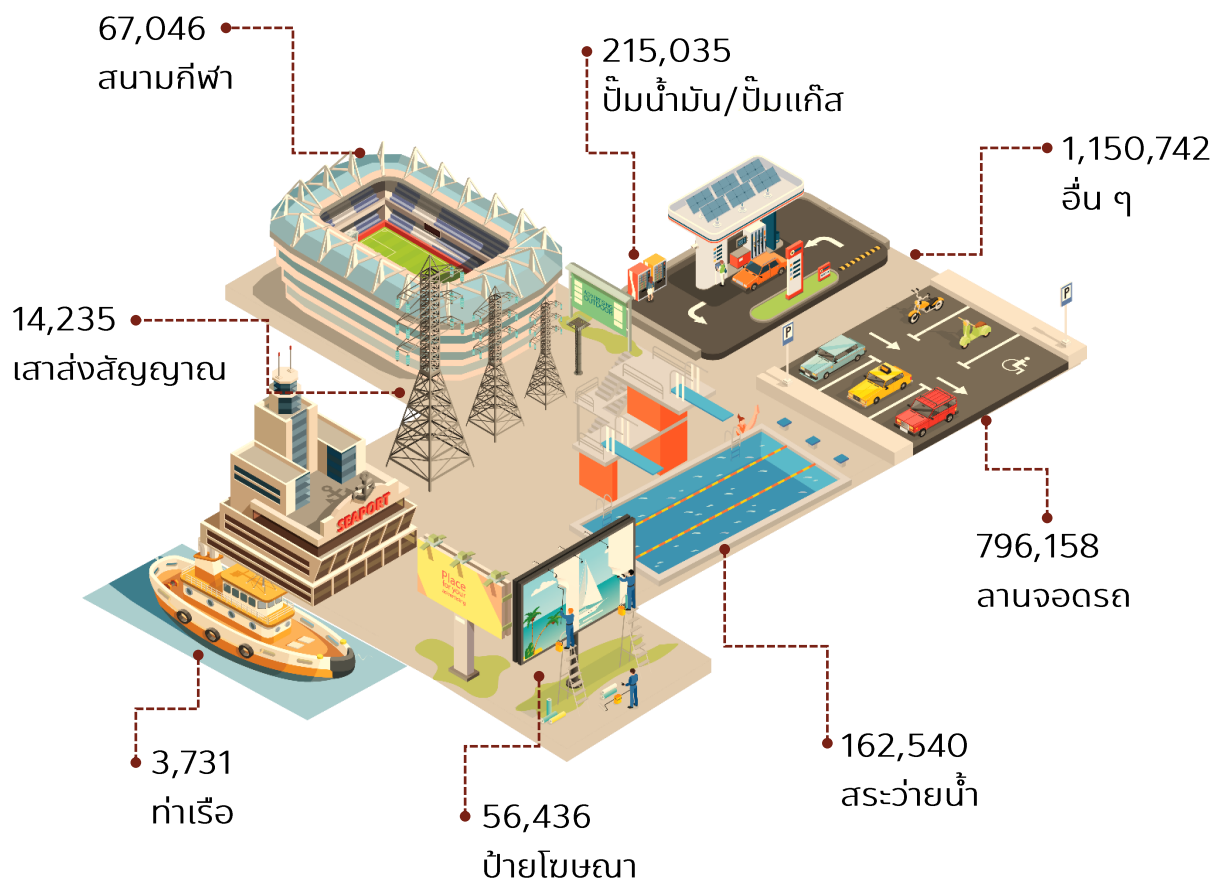 67,046
สนามกีฬา
215,035
ปั๊มน้ำมัน/ปั๊มแก๊ส
1,150,742
อื่น ๆ
14,235
เสาส่งสัญญาณ
SEAPORT
place
for your
advertising
P
P
796,158
ลานจอดรถ
162,540
สระว่ายน้ำ
3,731
ท่าเรือ
56,436
ป้ายโฆษณา